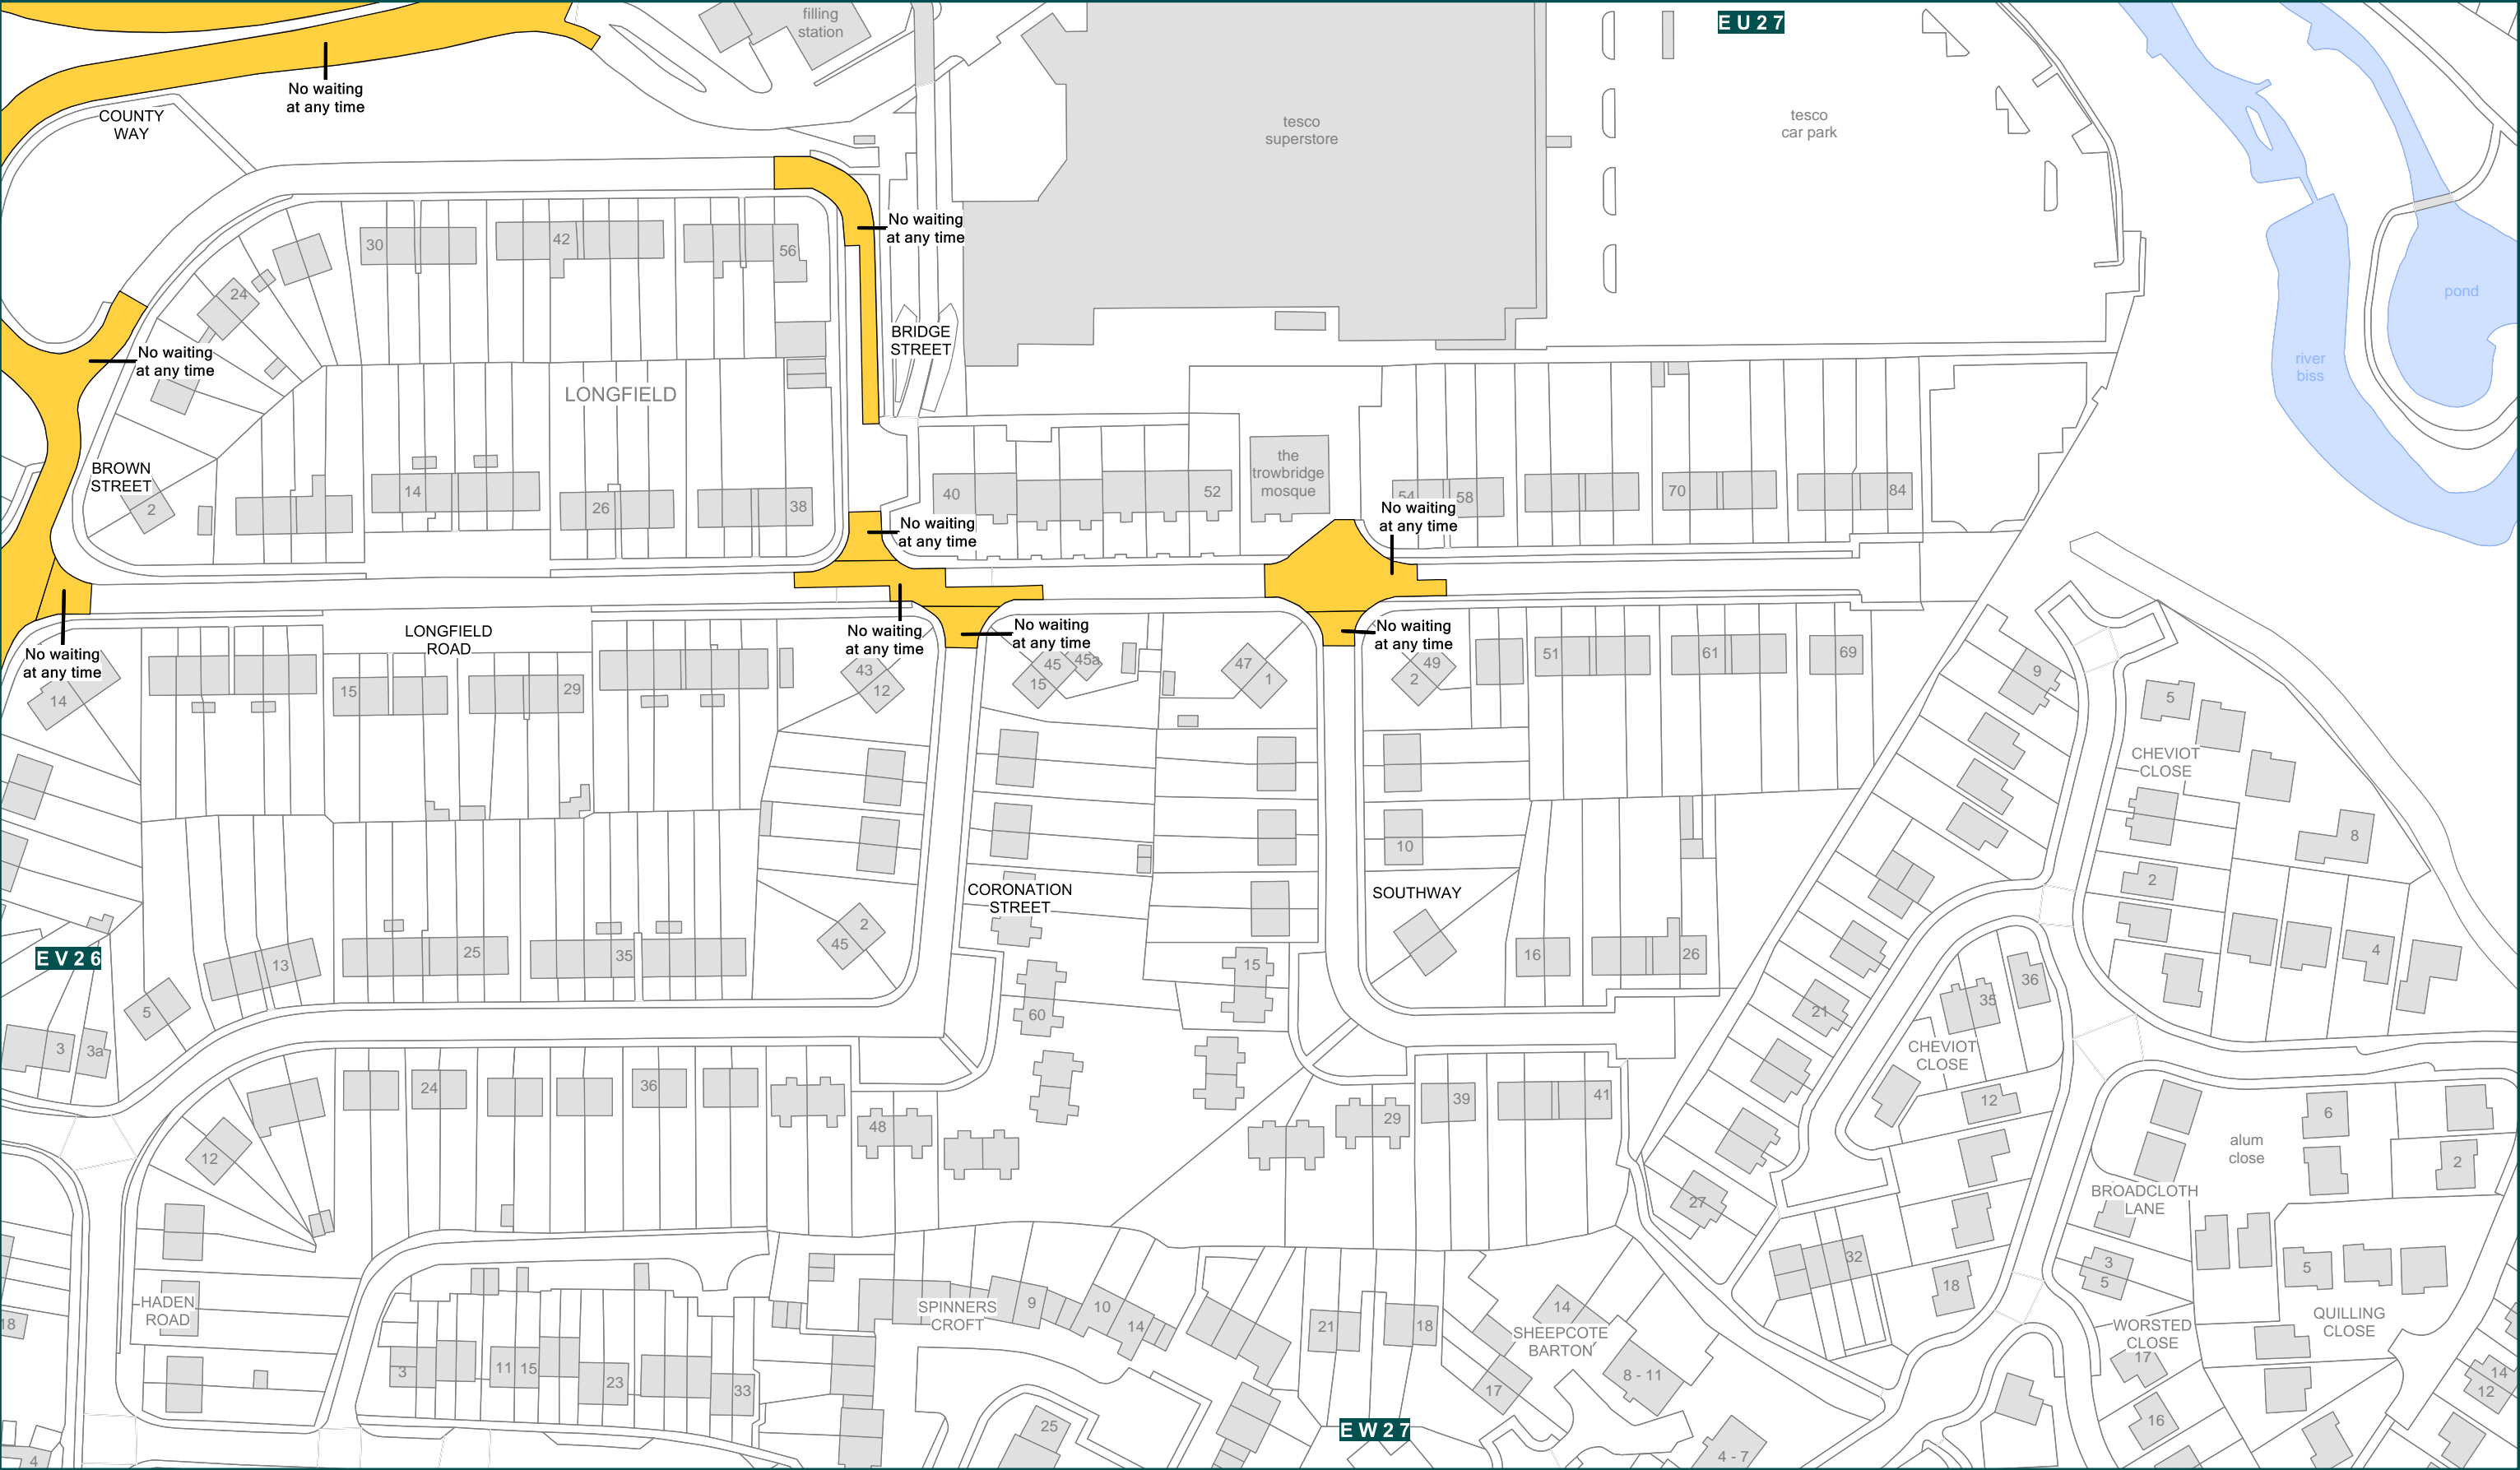 filling
station
EU27
No waiting
at any time
COUNTY
WAY
tesco
superstore
tesco
car park
No waiting
at any time
30
42
56
24
pond
BRIDGE
STREET
No waiting
at any time
river
biss
LONGFIELD
BROWN
STREET
2
14
26
38
40
52
the
trowbridge
mosque
54
58
70
84
No waiting
at any time
No waiting
at any time
LONGFIELD
ROAD
No waiting
at any time
No waiting
at any time
No waiting
at any time
No waiting
at any time
14
15
29
43
12
45
45a
15
47
1
49
2
51
61
69
9
5
CHEVIOT
CLOSE
8
10
2
CORONATION
STREET
SOUTHWAY
EV26
13
25
35
45
2
5
3
3a
60
15
16
26
21
35
36
4
CHEVIOT
CLOSE
12
24
36
48
29
39
41
12
6
alum
close
2
BROADCLOTH
LANE
27
32
18
3
5
5
HADEN
ROAD
18
SPINNERS
CROFT
9
10
14
21
18
14
SHEEPCOTE
BARTON
8 - 11
17
WORSTED
CLOSE
17
QUILLING
CLOSE
14
12
3
11
15
23
33
25
EW27
16
4 - 7
4